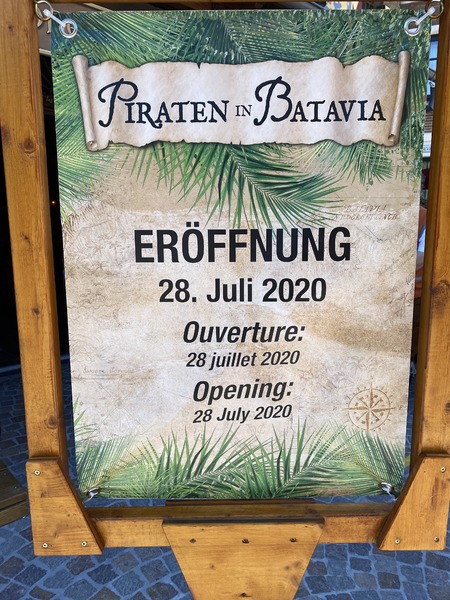 PIRATEN IN BATAVIA
ERÖFFNUNG
28. Juli 2020
Ouverture:
28 juillet 2020
Opening:
28 July 2020